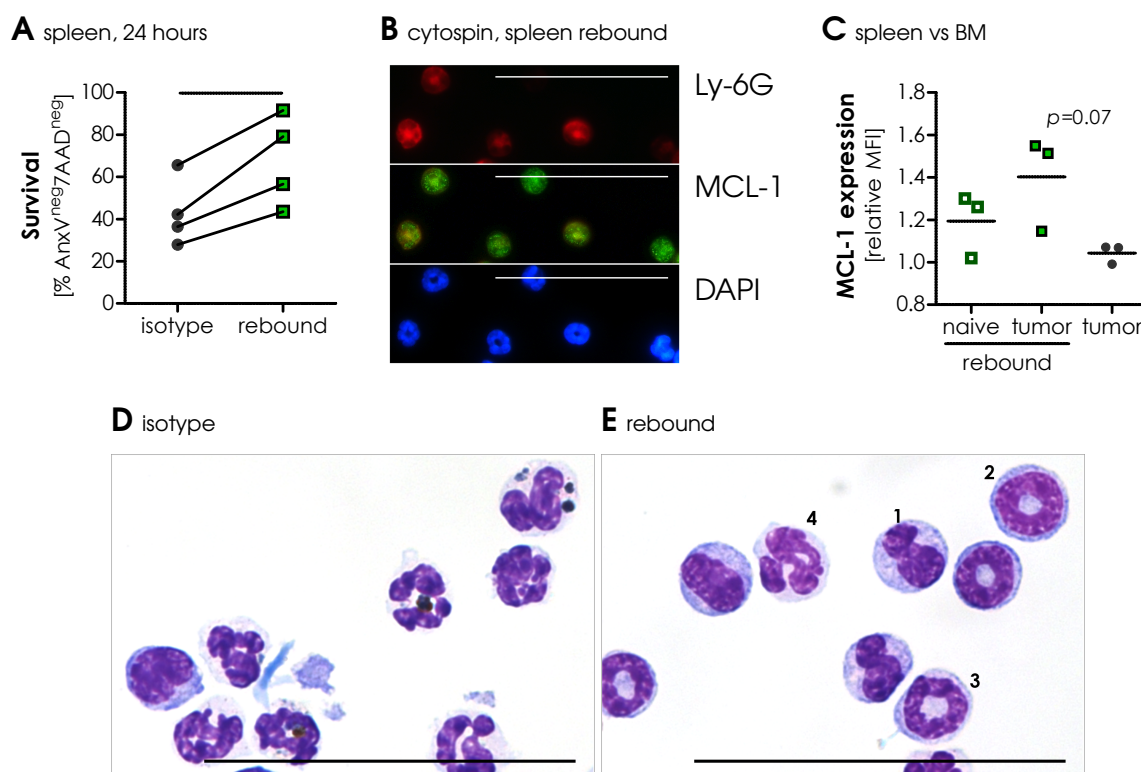 A spleen, 24 hours
Survival
[% AnxV^neg7AAD^neg]
100
80
60
40
20
0
isotype rebound
B cytospin, spleen rebound
Ly-6G
MCL-1
DAPI
C spleen vs BM
MCL-1 expression
[relative MFI]
1.8
1.6
1.4
1.2
1.0
0.8
p=0.07
naive tumor tumor
rebound
D isotype
E rebound
2
4
1
3